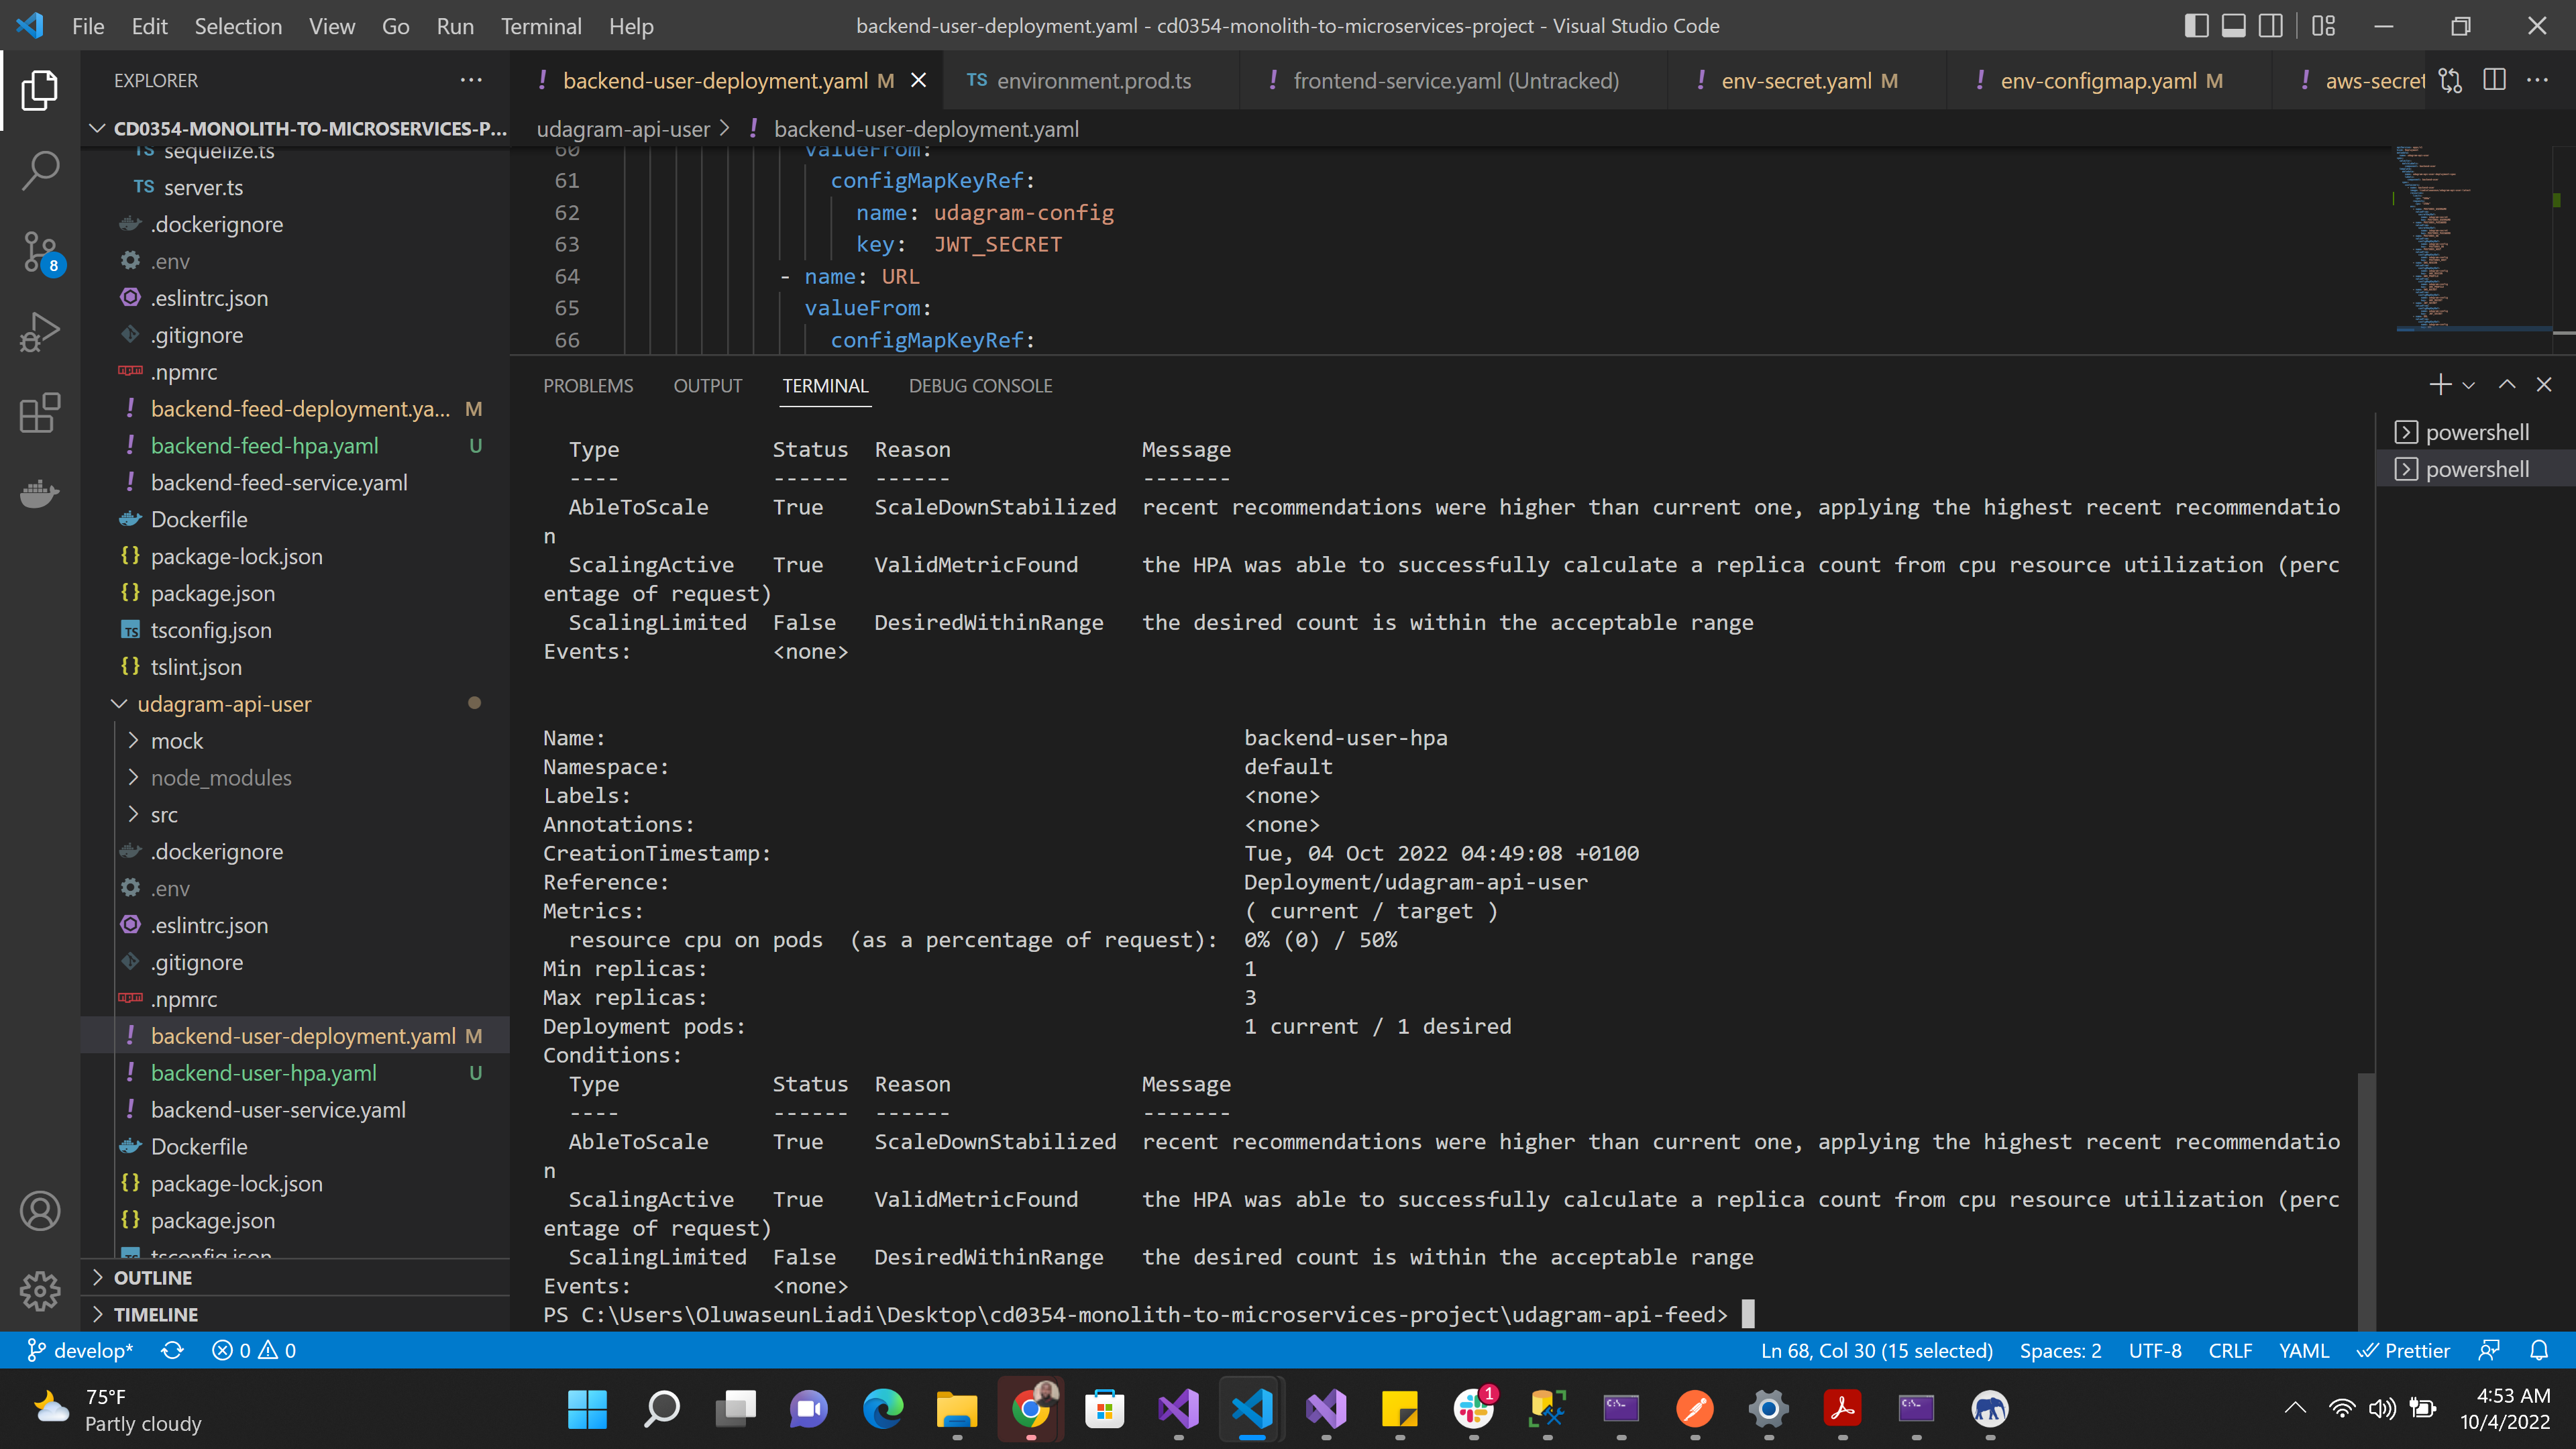 File Edit Selection View Go Run Terminal Help
backend-user-deployment.yaml - cd0354-monolith-to-microservices-project - Visual Studio Code
EXPLORER
CD0354-MONOLITH-TO-MICROSERVICES-P...
TS sequelize.ts
TS server.ts
.dockerignore
.env
.eslintrc.json
.gitignore
.npmrc
! backend-feed-deployment.ya... M
! backend-feed-hpa.yaml U
! backend-feed-service.yaml
Dockerfile
{} package-lock.json
{} package.json
TS tsconfig.json
{} tslint.json
udagram-api-user
mock
node_modules
src
.dockerignore
.env
.eslintrc.json
.gitignore
.npmrc
! backend-user-deployment.yaml M
! backend-user-hpa.yaml U
! backend-user-service.yaml
Dockerfile
{} package-lock.json
{} package.json
TS tsconfig.json
OUTLINE
TIMELINE
8
! backend-user-deployment.yaml M
TS environment.prod.ts
! frontend-service.yaml (Untracked)
! env-secret.yaml M
! env-configmap.yaml M
! aws-secret
udagram-api-user > ! backend-user-deployment.yaml
60 valueFrom:
61 configMapKeyRef:
62 name: udagram-config
63 key: JWT_SECRET
64 - name: URL
65 valueFrom:
66 configMapKeyRef:
PROBLEMS OUTPUT TERMINAL DEBUG CONSOLE
powershell
powershell
Type Status Reason Message
---- ------ ------ -------
AbleToScale True ScaleDownStabilized recent recommendations were higher than current one, applying the highest recent recommendatio
n
ScalingActive True ValidMetricFound the HPA was able to successfully calculate a replica count from cpu resource utilization (perc
entage of request)
ScalingLimited False DesiredWithinRange the desired count is within the acceptable range
Events: <none>
Name: backend-user-hpa
Namespace: default
Labels: <none>
Annotations: <none>
CreationTimestamp: Tue, 04 Oct 2022 04:49:08 +0100
Reference: Deployment/udagram-api-user
Metrics: ( current / target )
resource cpu on pods (as a percentage of request): 0% (0) / 50%
Min replicas: 1
Max replicas: 3
Deployment pods: 1 current / 1 desired
Conditions:
Type Status Reason Message
---- ------ ------ -------
AbleToScale True ScaleDownStabilized recent recommendations were higher than current one, applying the highest recent recommendatio
n
ScalingActive True ValidMetricFound the HPA was able to successfully calculate a replica count from cpu resource utilization (perc
entage of request)
ScalingLimited False DesiredWithinRange the desired count is within the acceptable range
Events: <none>
PS C:\Users\OluwaseunLiadi\Desktop\cd0354-monolith-to-microservices-project\udagram-api-feed>
develop* 0 0
Ln 68, Col 30 (15 selected) Spaces: 2 UTF-8 CRLF YAML Prettier
75°F
Partly cloudy
1
4:53 AM
10/4/2022